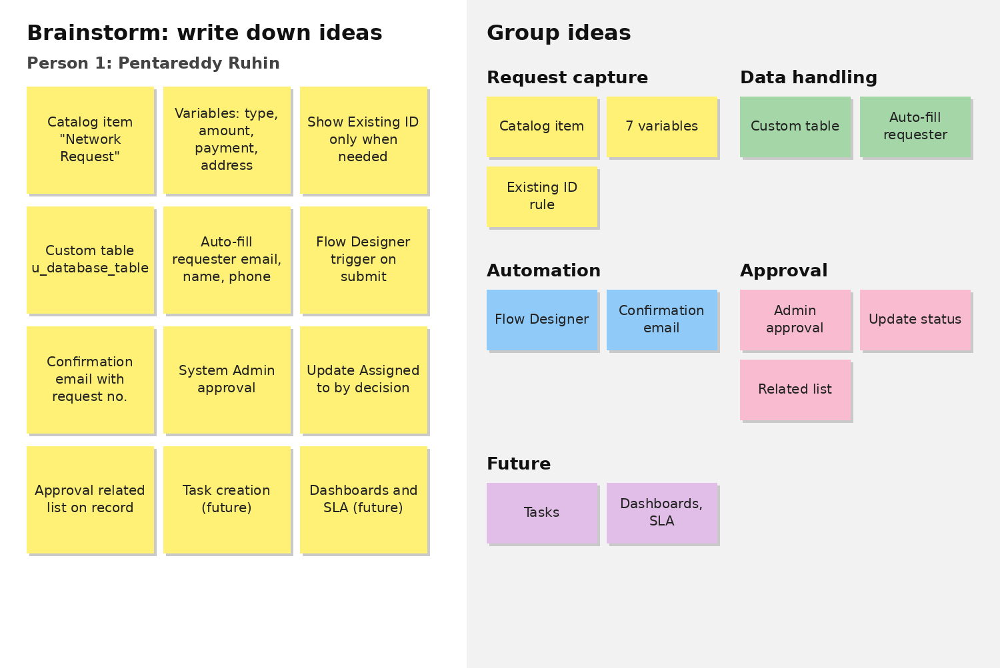 Brainstorm: write down ideas
Person 1: Pentareddy Ruhin
Catalog item
"Network
Request"
Variables: type,
amount,
payment,
address
Show Existing ID
only when
needed
Custom table
u_database_table
Auto-fill
requester email,
name, phone
Flow Designer
trigger on
submit
Confirmation
email with
request no.
System Admin
approval
Update Assigned
to by decision
Approval related
list on record
Task creation
(future)
Dashboards and
SLA (future)
Group ideas
Request capture
Catalog item
7 variables
Existing ID
rule
Data handling
Custom table
Auto-fill
requester
Automation
Flow Designer
Confirmation
email
Approval
Admin
approval
Update status
Related list
Future
Tasks
Dashboards,
SLA